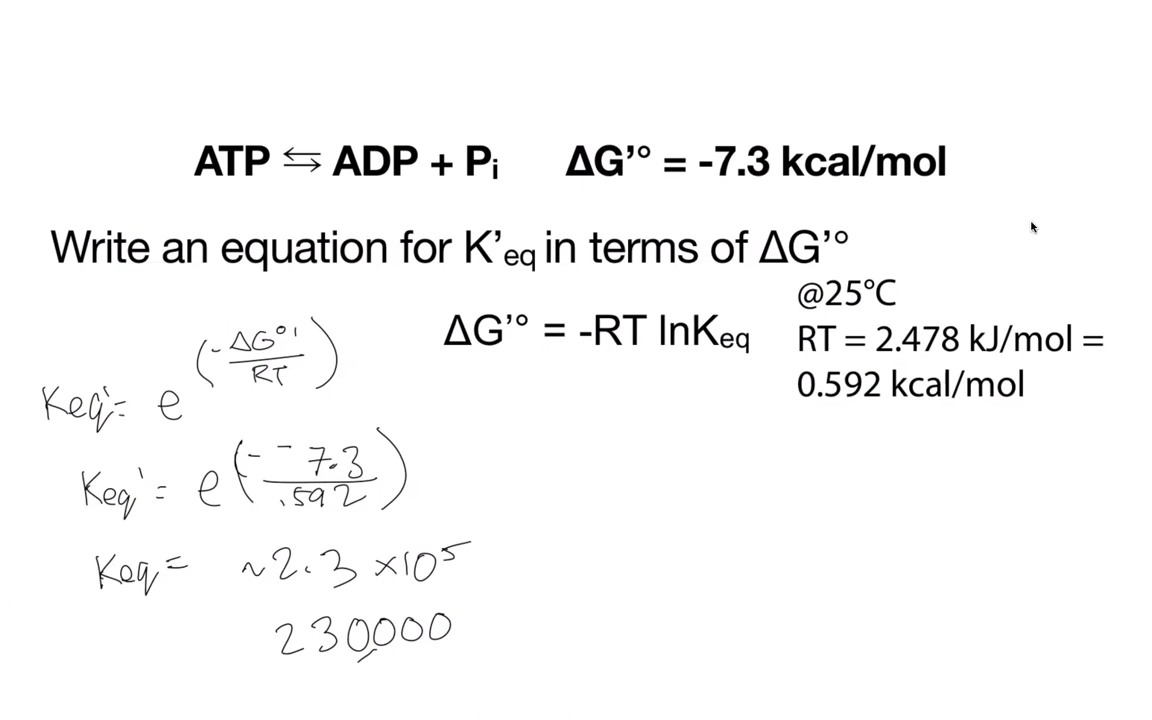 ATP ⇆ ADP + Pi ΔG’° = -7.3 kcal/mol
Write an equation for K’eq in terms of ΔG’°
@25°C
ΔG’° = -RT lnKeq
RT = 2.478 kJ/mol =
0.592 kcal/mol
Keq' = e^(-ΔG°'/RT)
Keq' = e^(- -7.3/.592)
Keq = ~2.3 ×10^5
230,000